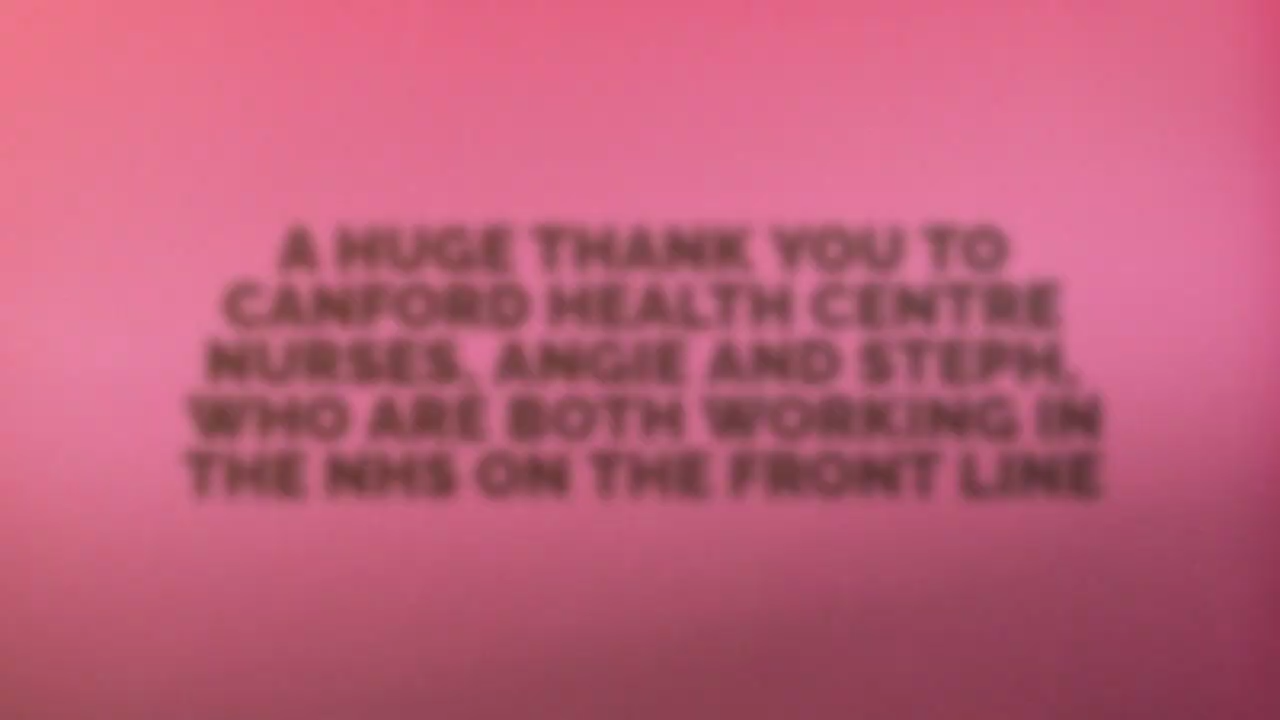 A HUGE THANK YOU TO
CANFORD HEALTH CENTRE
NURSES, ANGIE AND STEPH,
WHO ARE BOTH WORKING IN
THE NHS ON THE FRONT LINE